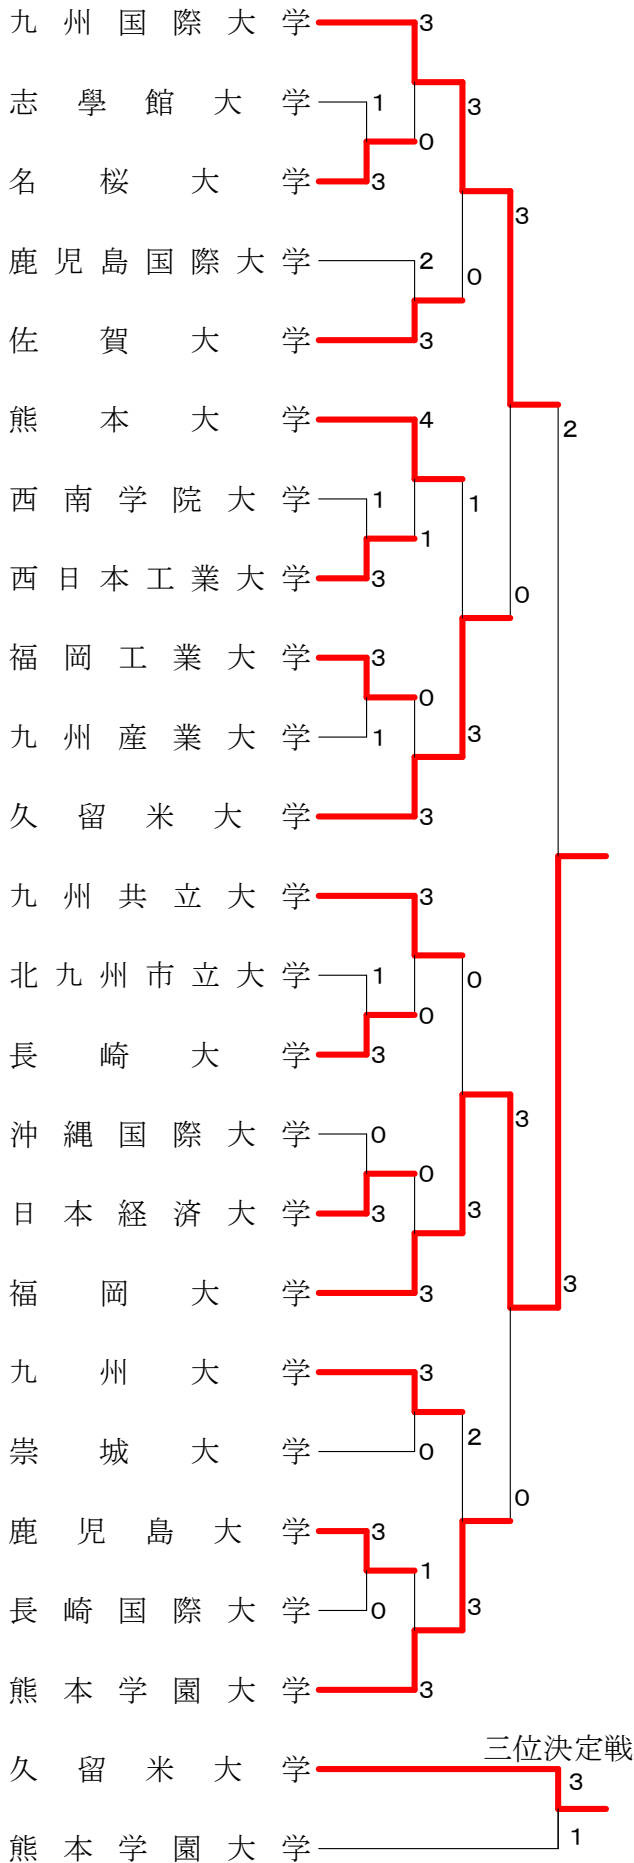 九州国際大学 3
3
志學館大学 1
0
名桜大学 3
3
鹿児島国際大学 2
0
佐賀大学 3
熊本大学 4
2
西南学院大学 1
1
1
西日本工業大学 3
0
福岡工業大学 3
0
九州産業大学 1
3
久留米大学 3
九州共立大学 3
北九州市立大学 1
0
0
長崎大学 3
沖縄国際大学 0
3
0
日本経済大学 3
3
福岡大学 3
3
九州大学 3
2
崇城大学 0
0
鹿児島大学 3
1
長崎国際大学 0
3
熊本学園大学 3
三位決定戦
久留米大学 3
熊本学園大学 1